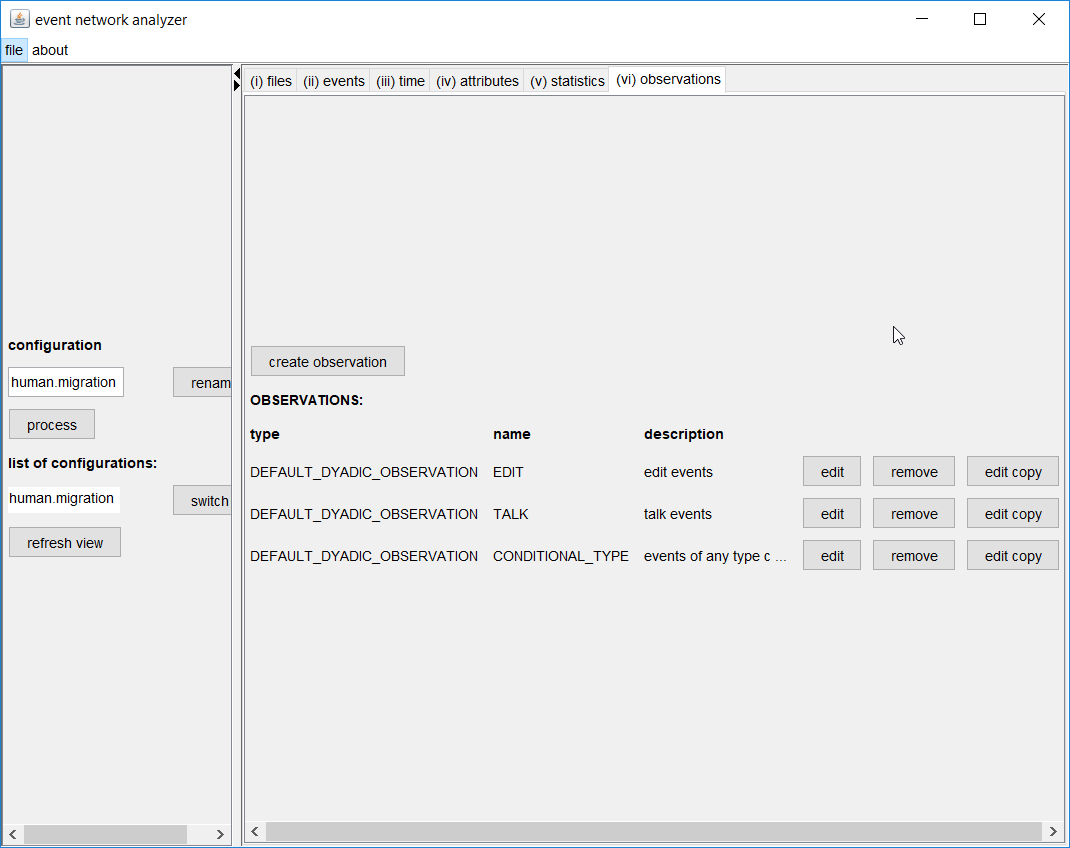 event network analyzer
file about
(i) files (ii) events (iii) time (iv) attributes (v) statistics (vi) observations
configuration
human.migration renam
process
list of configurations:
human.migration switch
refresh view
create observation
OBSERVATIONS:
type name description
DEFAULT_DYADIC_OBSERVATION EDIT edit events edit remove edit copy
DEFAULT_DYADIC_OBSERVATION TALK talk events edit remove edit copy
DEFAULT_DYADIC_OBSERVATION CONDITIONAL_TYPE events of any type c ... edit remove edit copy